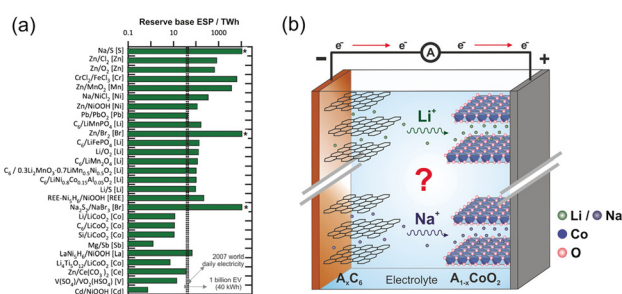 (a)
Reserve base ESP / TWh
0.1 1 10 100 1000
Na/S [S]
Zn/Cl2 [Zn]
Zn/O2 [Zn]
CrCl3/FeCl3 [Cr]
Zn/MnO2 [Mn]
Na/NiCl2 [Ni]
Zn/NiOOH [Ni]
Pb/PbO2 [Pb]
C6/LiMnPO4 [Li]
Zn/Br2 [Br]
C6/LiFePO4 [Li]
Li/O2 [Li]
C6/LiMn2O4 [Li]
C6 / 0.3Li2MnO3·0.7LiMn0.5Ni0.5O2 [Li]
C6/LiNi0.8Co0.15Al0.05O2 [Li]
Li/S [Li]
REE-Ni5H6/NiOOH [REE]
Na2S2/NaBr3 [Br]
Li/LiCoO2 [Co]
C6/LiCoO2 [Co]
Si/LiCoO2 [Co]
Mg/Sb [Sb]
LaNi5H6/NiOOH [La]
Li4Ti5O12/LiCoO2 [Co]
Zn/Ce(CO3)2 [Ce]
V(SO4)/VO2(HSO4) [V]
Cd/NiOOH [Cd]
*
*
*
2007 world
daily electricity
1 billion EV
(40 kWh)
(b)
e- e- A e- e-
− +
Li+
?
Na+
AxC6 Electrolyte A1-xCoO2
Li / Na
Co
O